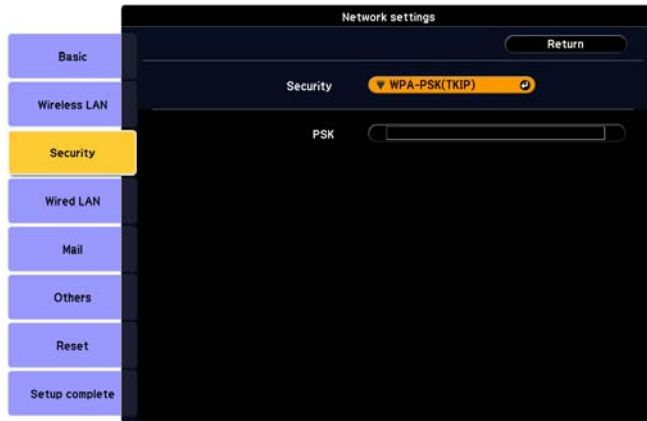 Network settings
Return
Basic
Wireless LAN
Security
Wired LAN
Mail
Others
Reset
Setup complete
Security
WPA-PSK(TKIP)
PSK